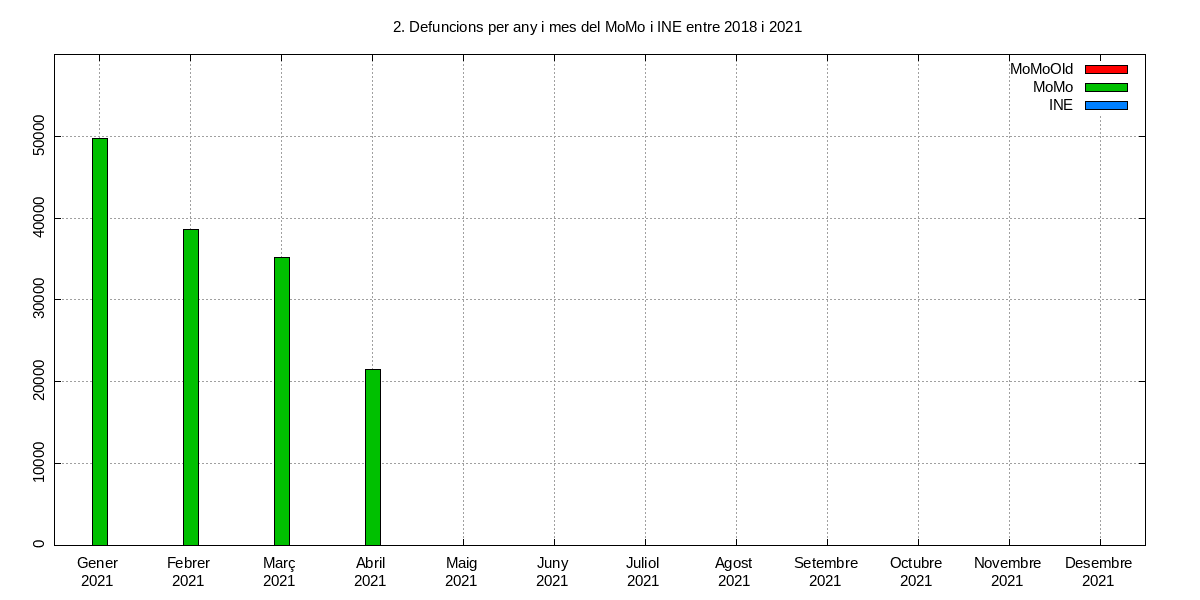 2. Defuncions per any i mes del MoMo i INE entre 2018 i 2021
MoMoOld
MoMo
INE
50000
40000
30000
20000
10000
0
Gener Febrer Març Abril Maig Juny Juliol Agost Setembre Octubre Novembre Desembre
2021 2021 2021 2021 2021 2021 2021 2021 2021 2021 2021 2021